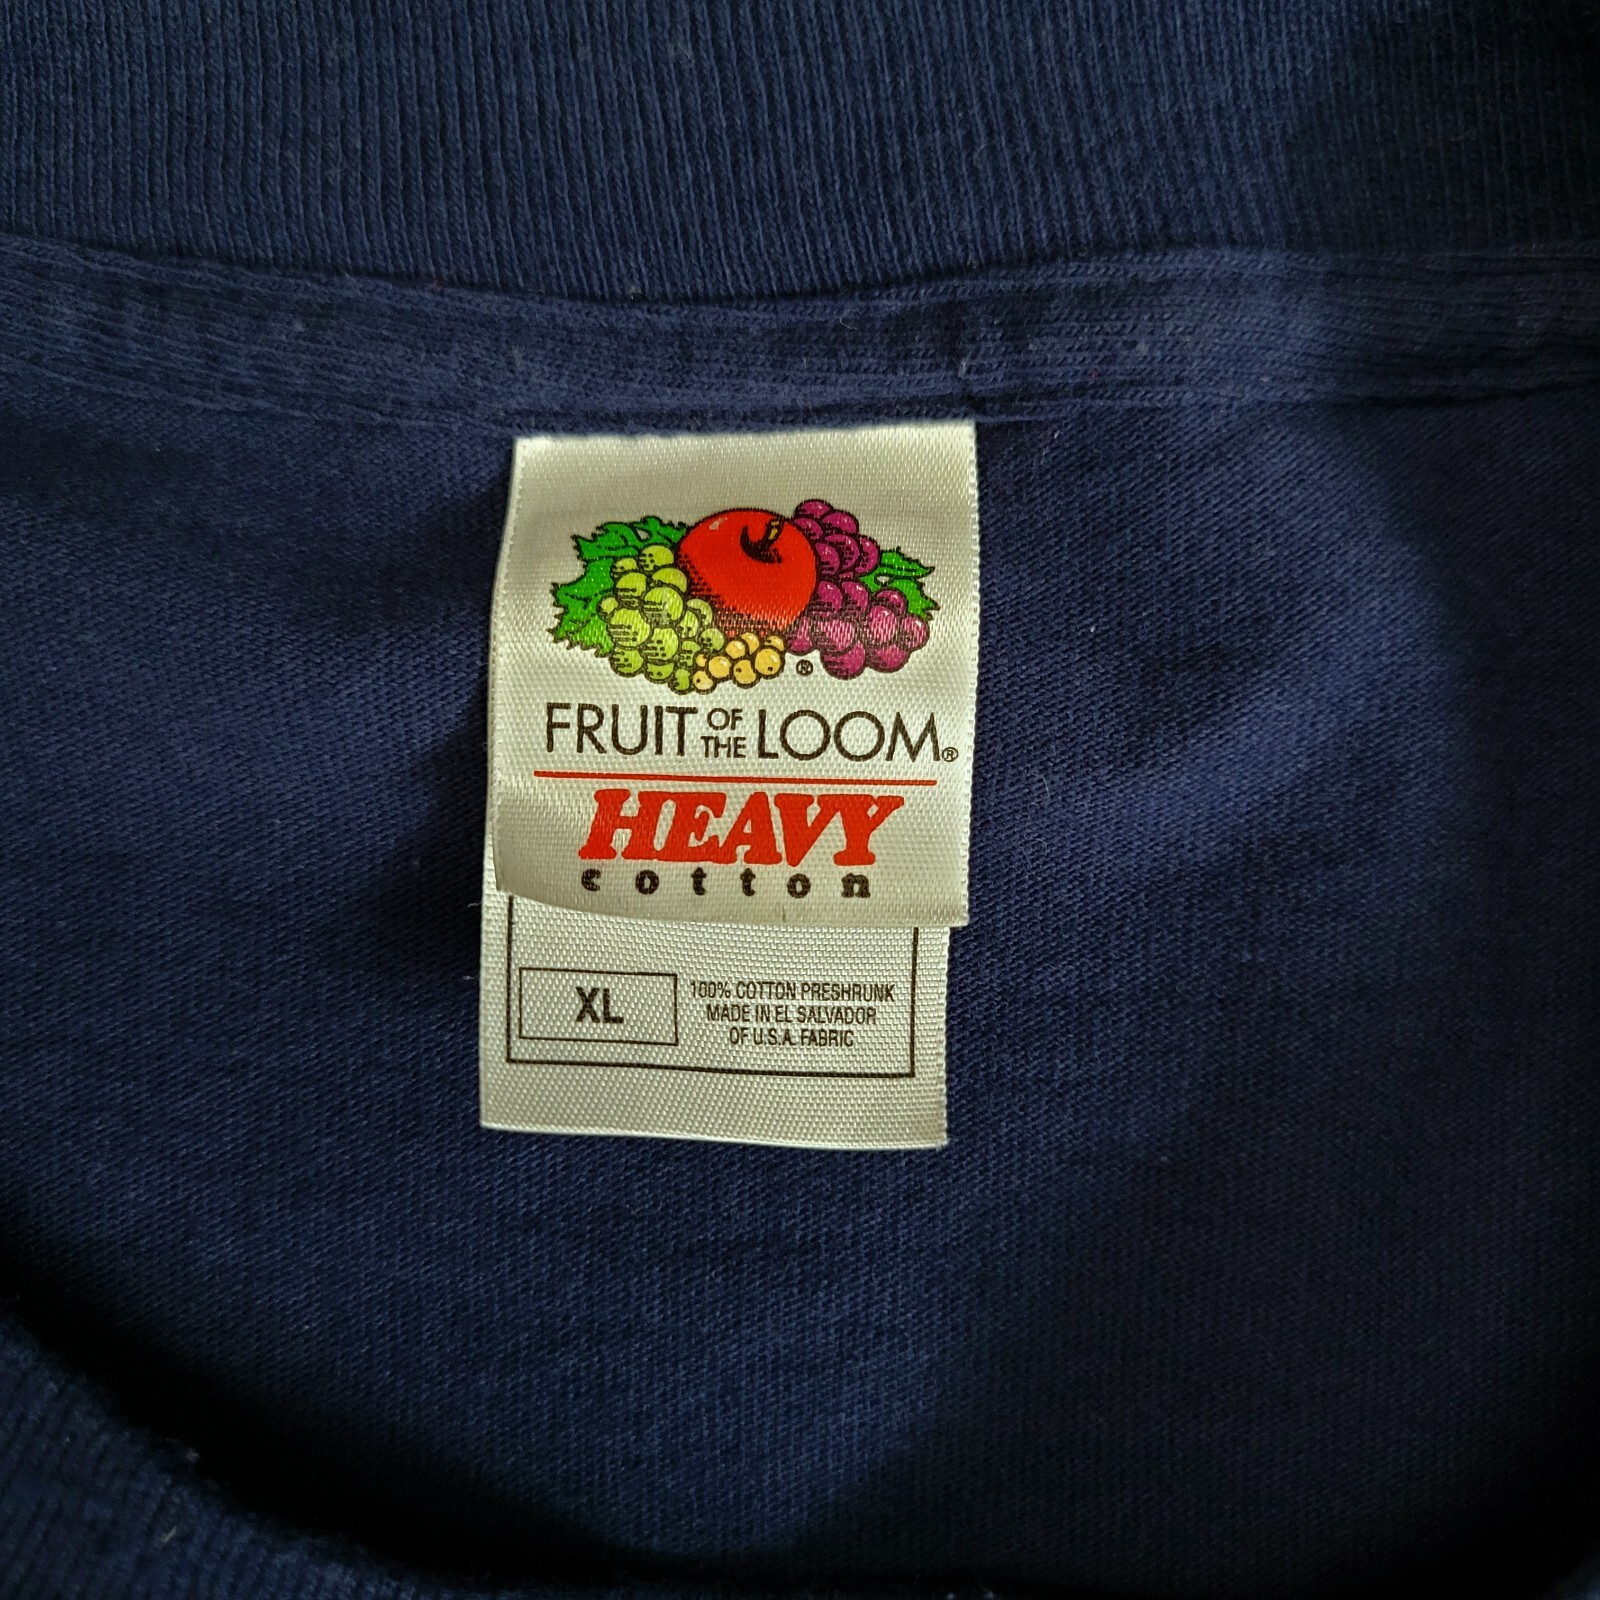 ®
FRUIT OF THE LOOM®
HEAVY
cotton
XL
100% COTTON PRESHRUNK
MADE IN EL SALVADOR
OF U.S.A. FABRIC